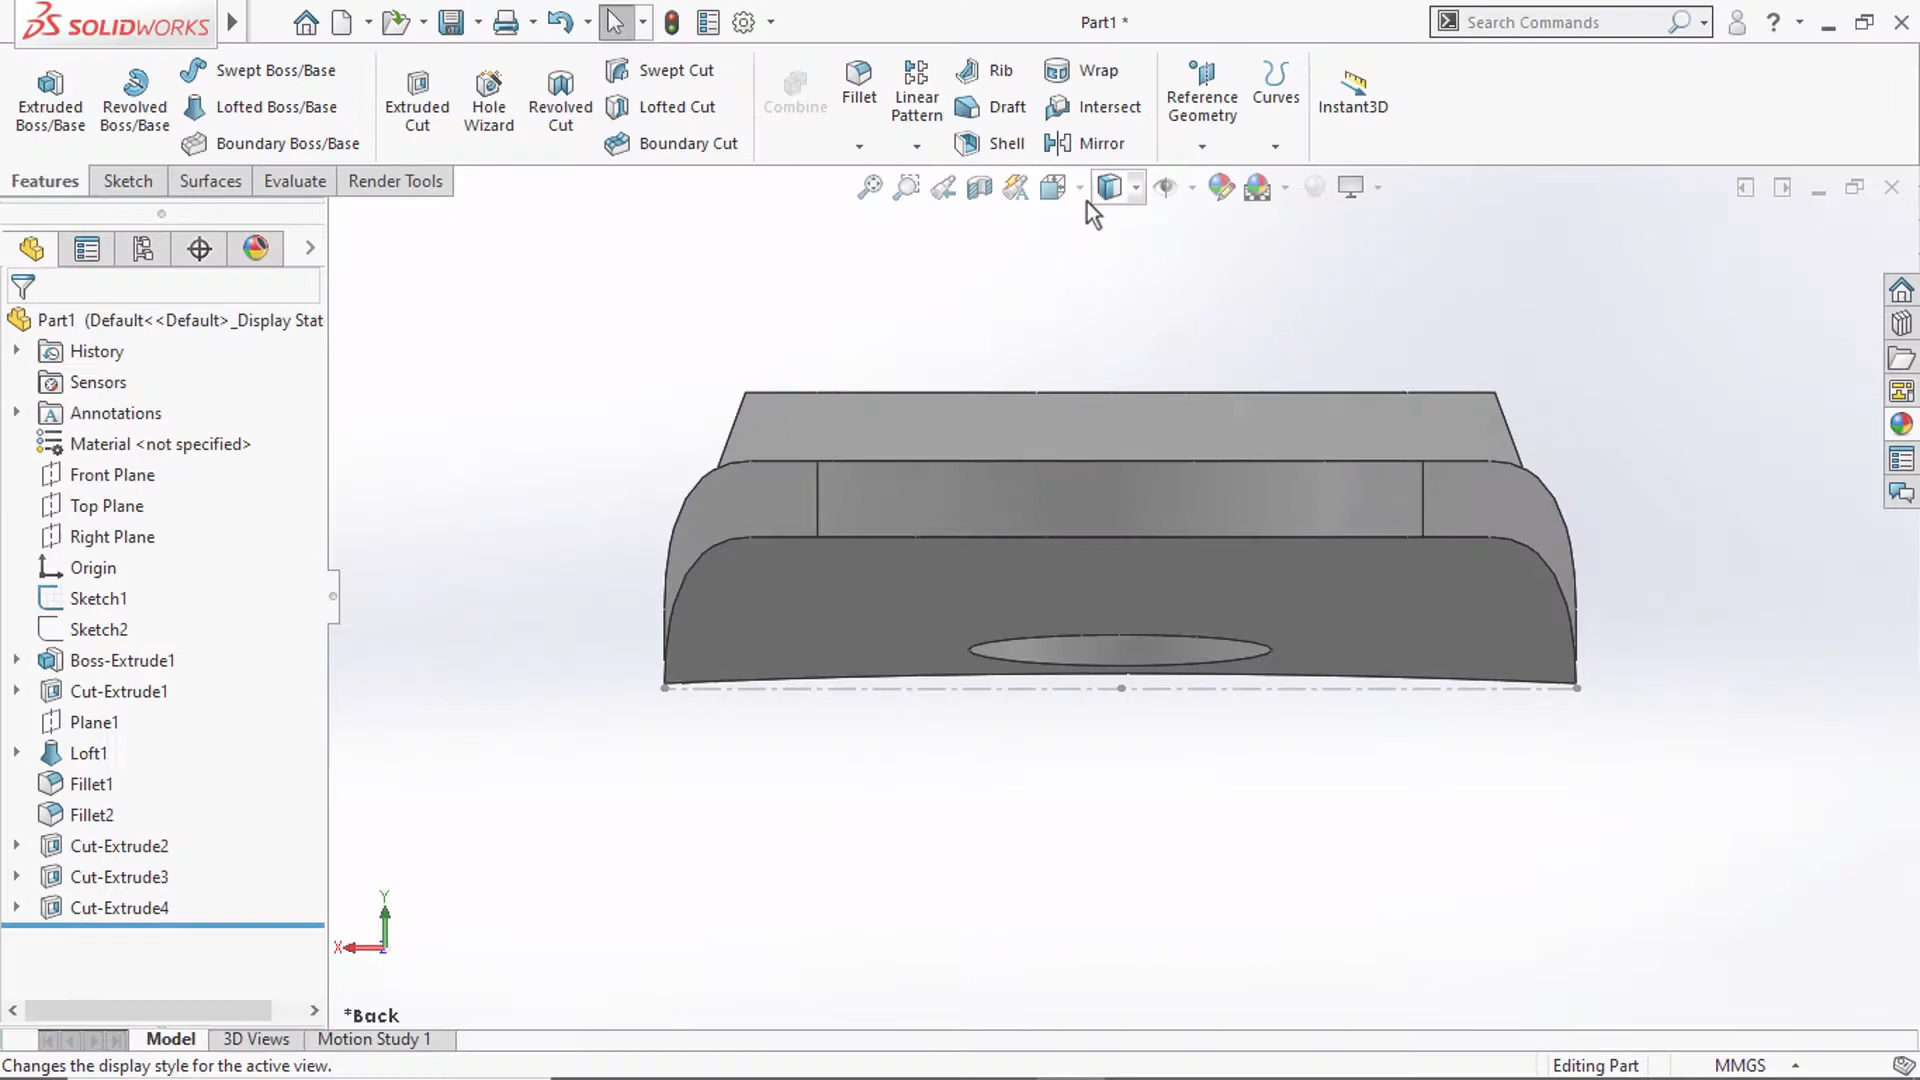 SOLIDWORKS
Part1 *
Search Commands
Extruded Boss/Base
Revolved Boss/Base
Swept Boss/Base
Lofted Boss/Base
Boundary Boss/Base
Extruded Cut
Hole Wizard
Revolved Cut
Swept Cut
Lofted Cut
Boundary Cut
Combine
Fillet
Linear Pattern
Rib
Draft
Shell
Wrap
Intersect
Mirror
Reference Geometry
Curves
Instant3D
Features
Sketch
Surfaces
Evaluate
Render Tools
Part1 (Default<<Default>_Display Stat
History
Sensors
Annotations
Material <not specified>
Front Plane
Top Plane
Right Plane
Origin
Sketch1
Sketch2
Boss-Extrude1
Cut-Extrude1
Plane1
Loft1
Fillet1
Fillet2
Cut-Extrude2
Cut-Extrude3
Cut-Extrude4
Y
X
Z
*Back
Model
3D Views
Motion Study 1
Changes the display style for the active view.
Editing Part
MMGS